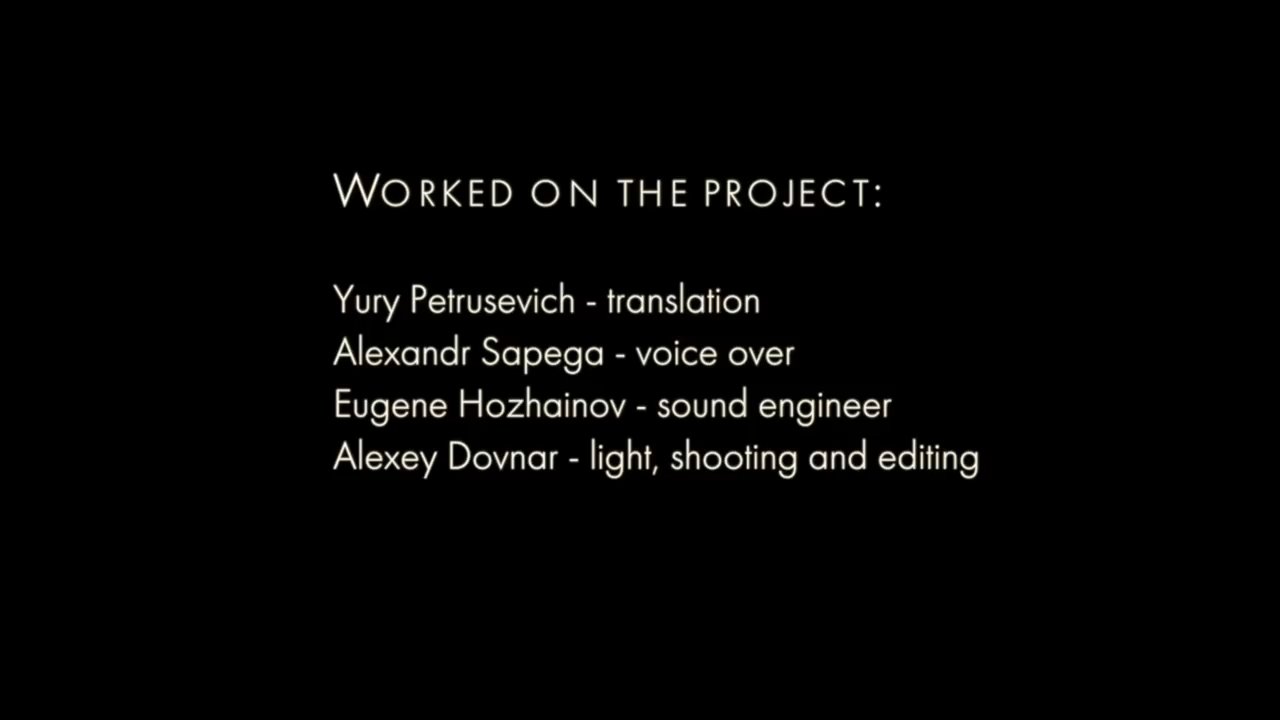 WORKED ON THE PROJECT:
Yury Petrusevich - translation
Alexandr Sapega - voice over
Eugene Hozhainov - sound engineer
Alexey Dovnar - light, shooting and editing